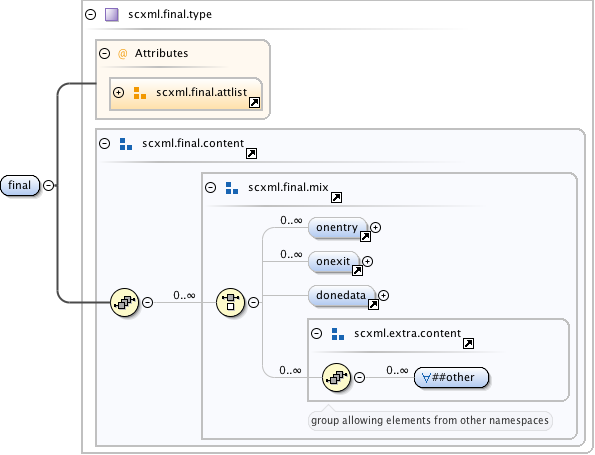 scxml.final.type
@ Attributes
scxml.final.attlist
scxml.final.content
final
scxml.final.mix
0..∞ onentry
0..∞ onexit
0..∞ donedata
scxml.extra.content
0..∞ 0..∞ ∀##other
group allowing elements from other namespaces